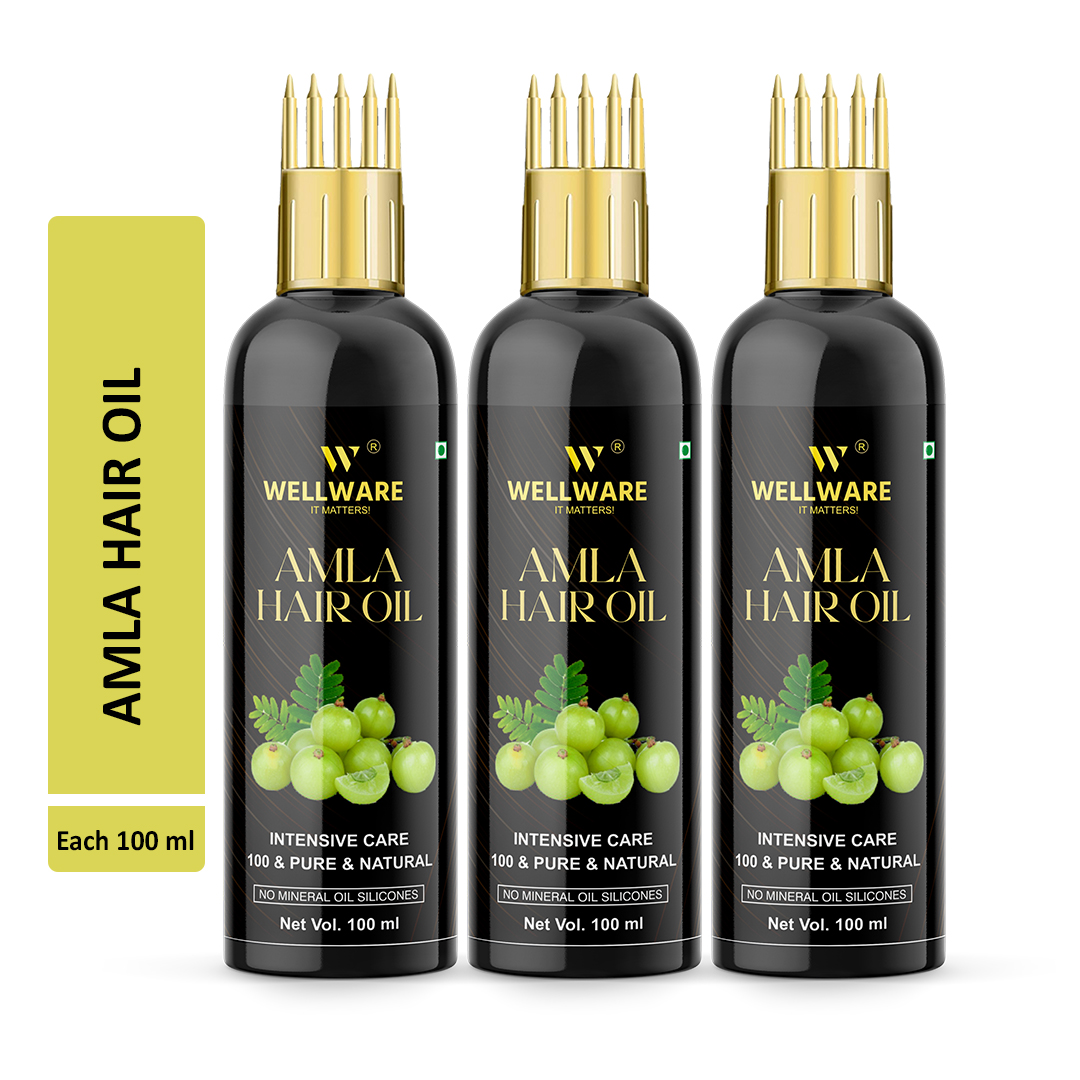 AMLA HAIR OIL
Each 100 ml
W ®
WELLWARE
IT MATTERS!
AMLA
HAIR OIL
INTENSIVE CARE
100 & PURE & NATURAL
NO MINERAL OIL SILICONES
Net Vol. 100 ml
W ®
WELLWARE
IT MATTERS!
AMLA
HAIR OIL
INTENSIVE CARE
100 & PURE & NATURAL
NO MINERAL OIL SILICONES
Net Vol. 100 ml
W ®
WELLWARE
IT MATTERS!
AMLA
HAIR OIL
INTENSIVE CARE
100 & PURE & NATURAL
NO MINERAL OIL SILICONES
Net Vol. 100 ml